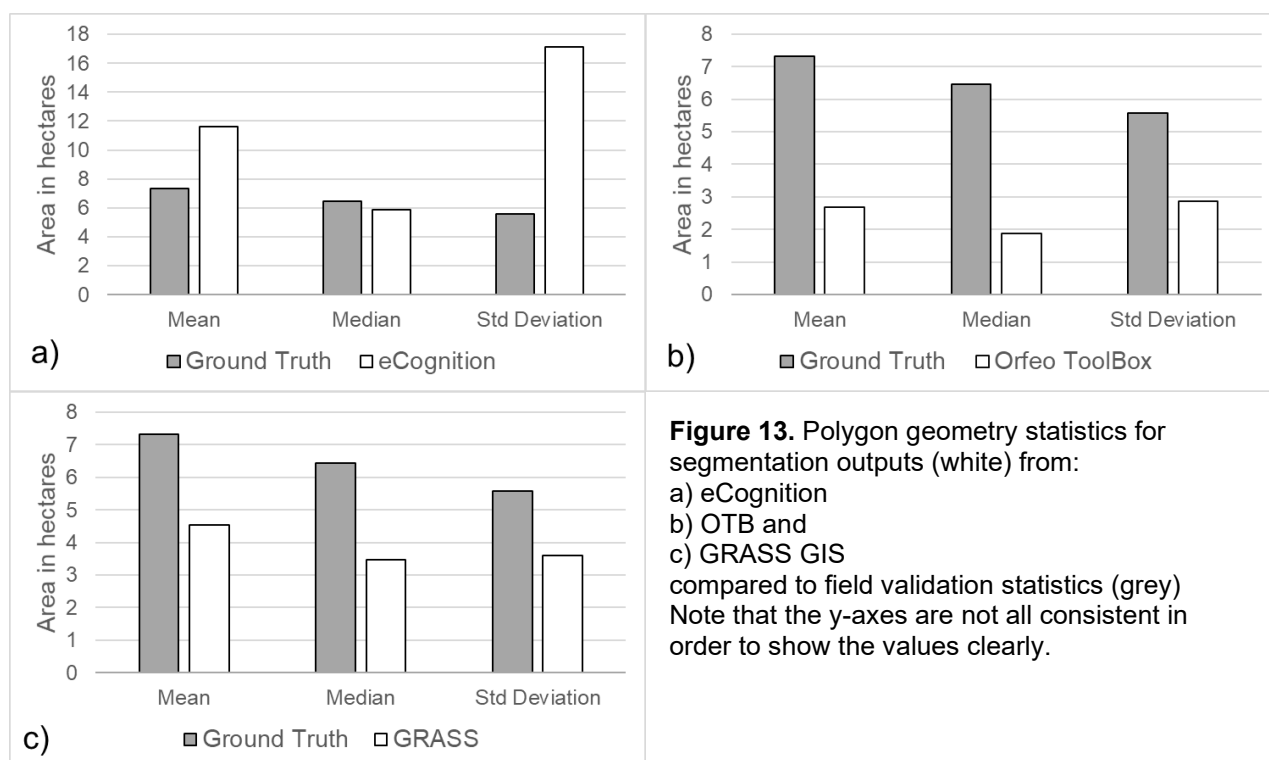 18
16
14
12
10
8
6
4
2
0
Area in hectares
Mean Median Std Deviation
a)
Ground Truth eCognition
8
7
6
5
4
3
2
1
0
Area in hectares
Mean Median Std Deviation
b)
Ground Truth Orfeo ToolBox
8
7
6
5
4
3
2
1
0
Area in hectares
Mean Median Std Deviation
c)
Ground Truth GRASS
Figure 13. Polygon geometry statistics for
segmentation outputs (white) from:
a) eCognition
b) OTB and
c) GRASS GIS
compared to field validation statistics (grey)
Note that the y-axes are not all consistent in
order to show the values clearly.